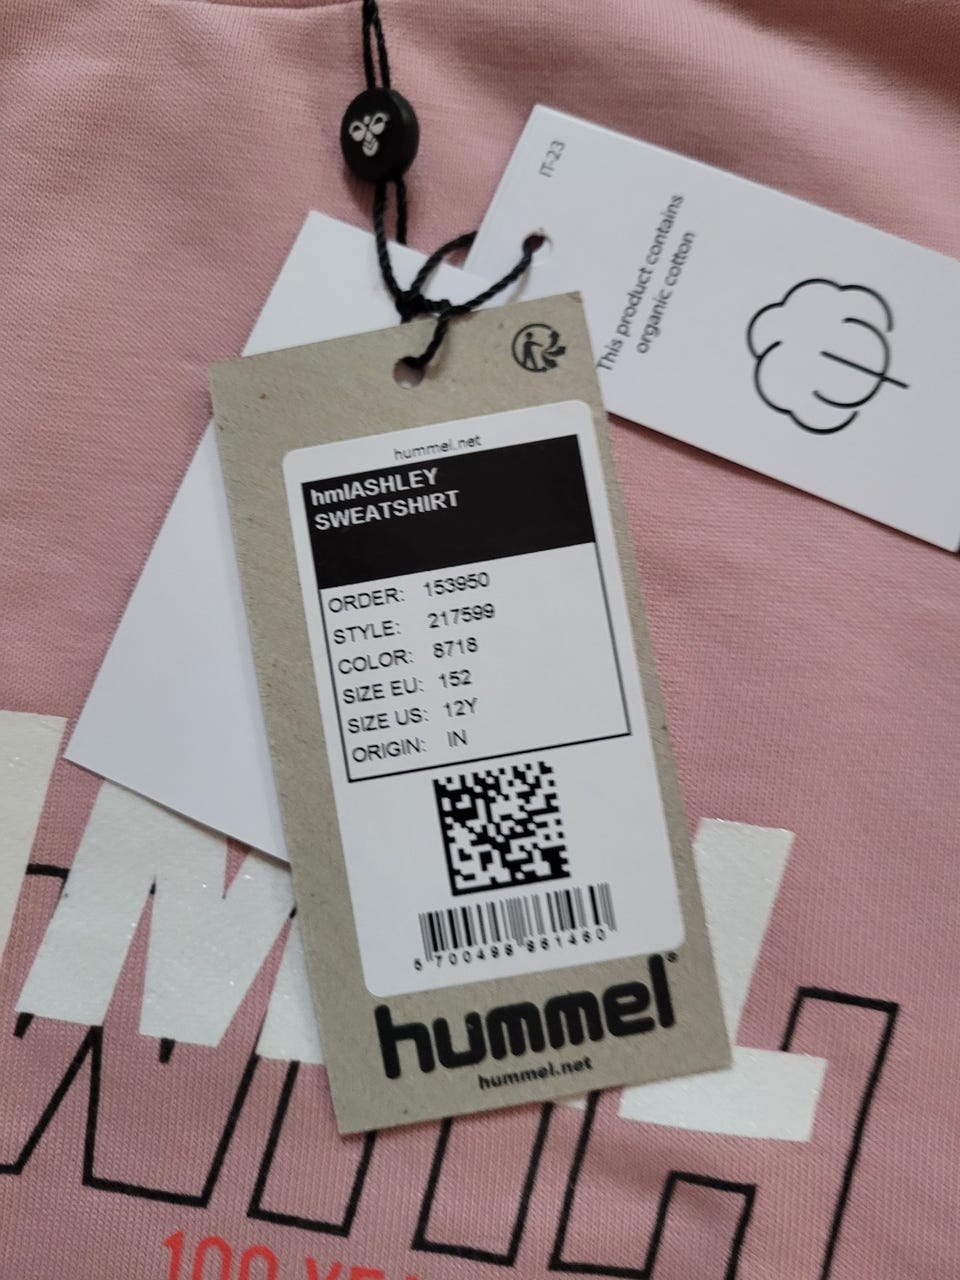 IT-23
This product contains
organic cotton
hummel.net
hmlASHLEY
SWEATSHIRT
ORDER: 153950
STYLE: 217599
COLOR: 8718
SIZE EU: 152
SIZE US: 12Y
ORIGIN: IN
hummel®
hummel.net
100